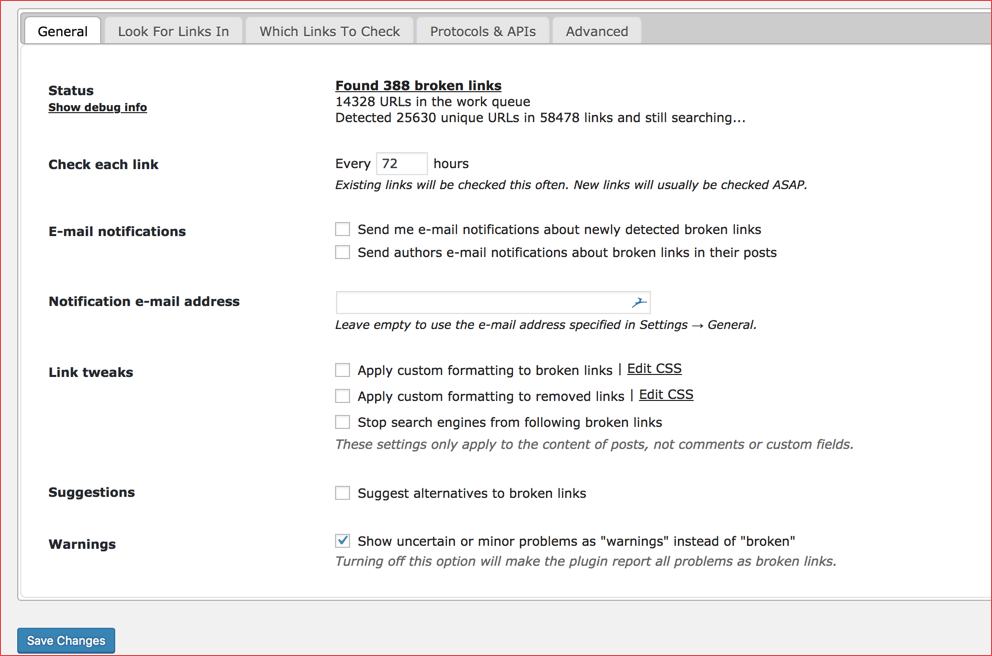 General
Look For Links In
Which Links To Check
Protocols & APIs
Advanced
Status
Show debug info
Found 388 broken links
14328 URLs in the work queue
Detected 25630 unique URLs in 58478 links and still searching...
Check each link
Every 72 hours
Existing links will be checked this often. New links will usually be checked ASAP.
E-mail notifications
Send me e-mail notifications about newly detected broken links
Send authors e-mail notifications about broken links in their posts
Notification e-mail address
Leave empty to use the e-mail address specified in Settings → General.
Link tweaks
Apply custom formatting to broken links | Edit CSS
Apply custom formatting to removed links | Edit CSS
Stop search engines from following broken links
These settings only apply to the content of posts, not comments or custom fields.
Suggestions
Suggest alternatives to broken links
Warnings
Show uncertain or minor problems as "warnings" instead of "broken"
Turning off this option will make the plugin report all problems as broken links.
Save Changes